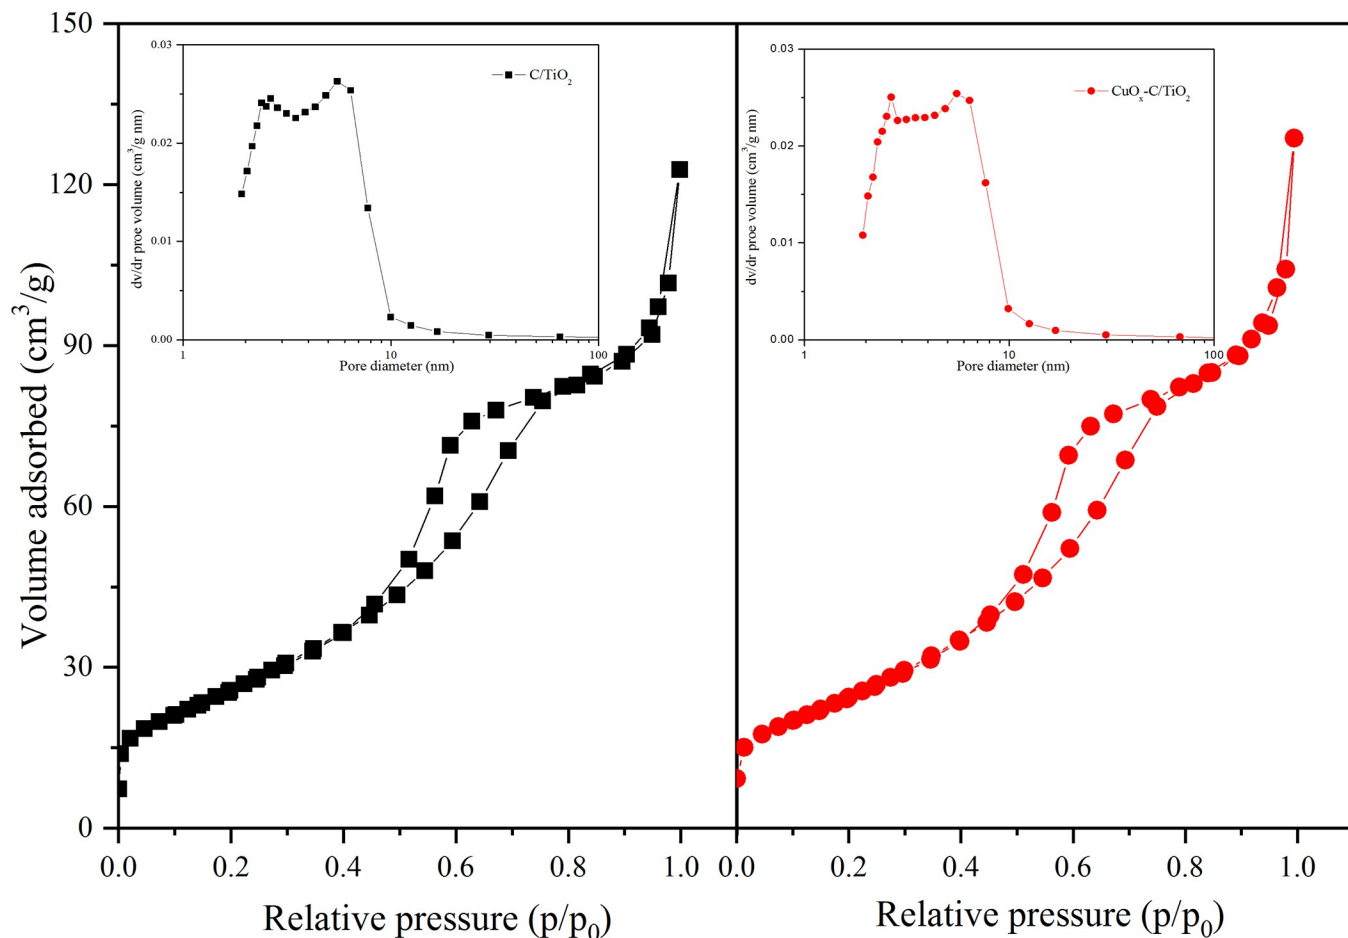 150
120
90
60
30
0
Volume adsorbed (cm³/g)
0.0 0.2 0.4 0.6 0.8 1.0
Relative pressure (p/p₀)
0.03
0.02
0.01
0.00
dv/dr proe volume (cm³/g nm)
C/TiO₂
1 10 100
Pore diameter (nm)
0.03
0.02
0.01
0.00
dv/dr proe volume (cm³/g nm)
CuOₓ-C/TiO₂
1 10 100
Pore diameter (nm)
0.0 0.2 0.4 0.6 0.8 1.0
Relative pressure (p/p₀)